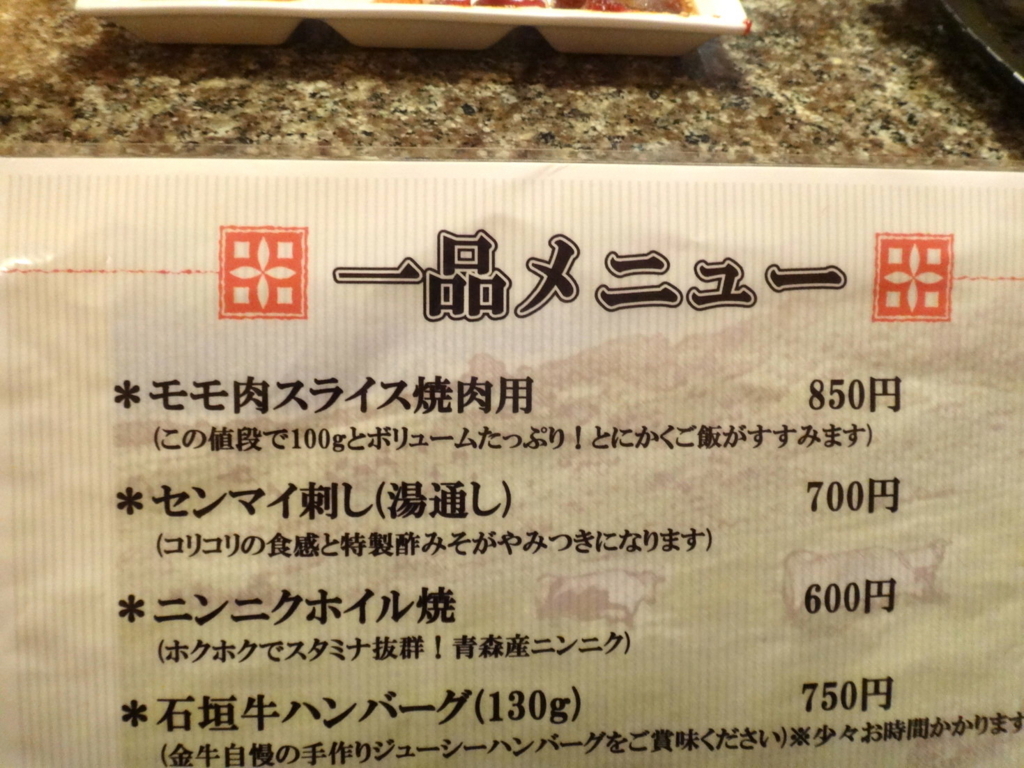 一品メニュー
＊モモ肉スライス焼肉用 850円
(この値段で100gとボリュームたっぷり！とにかくご飯がすすみます)
＊センマイ刺し(湯通し) 700円
(コリコリの食感と特製酢みそがやみつきになります)
＊ニンニクホイル焼 600円
(ホクホクでスタミナ抜群！青森産ニンニク)
＊石垣牛ハンバーグ(130g) 750円
(金牛自慢の手作りジューシーハンバーグをご賞味ください)※少々お時間かかります